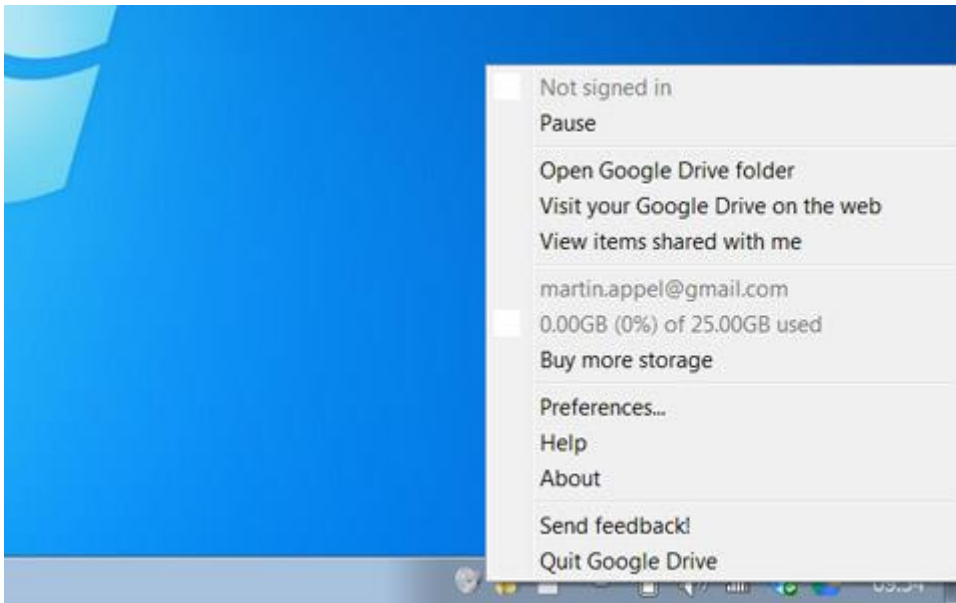 Not signed in
Pause
Open Google Drive folder
Visit your Google Drive on the web
View items shared with me
martin.appel@gmail.com
0.00GB (0%) of 25.00GB used
Buy more storage
Preferences...
Help
About
Send feedback!
Quit Google Drive